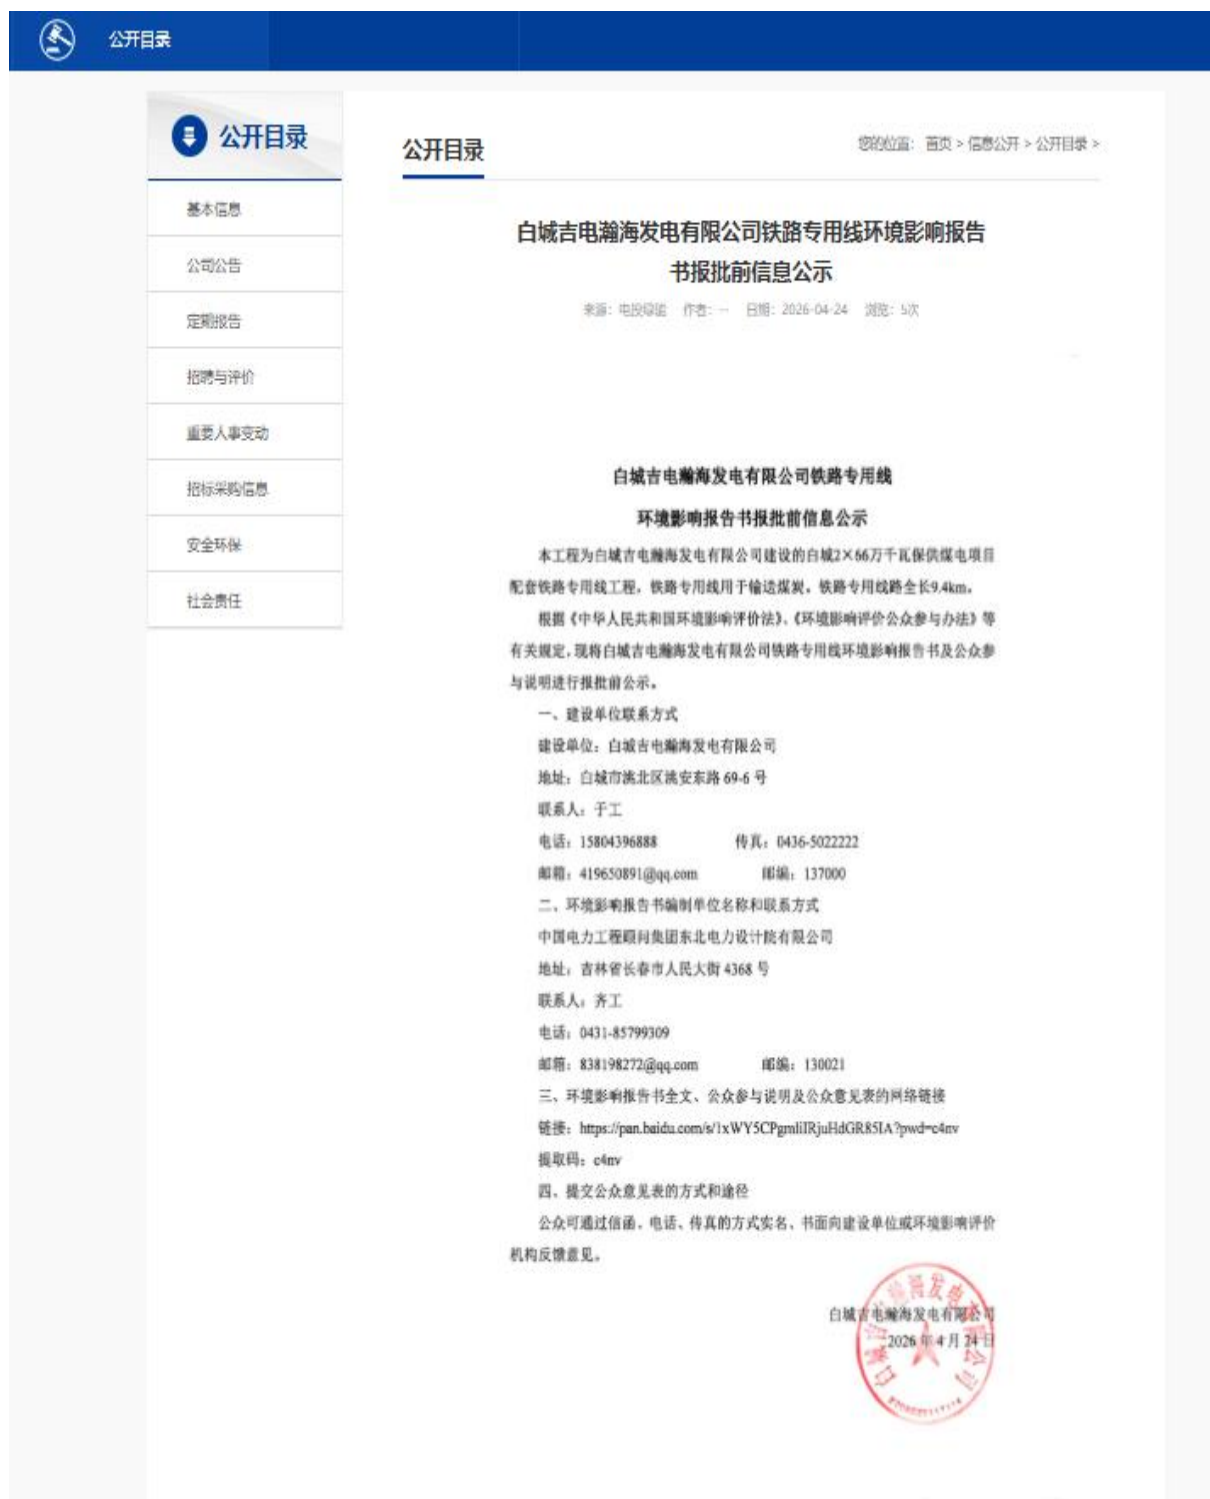 公开目录
公开目录
基本信息
公司公告
定期报告
招聘与评价
重要人事变动
招标采购信息
安全环保
社会责任
公开目录
您的位置： 首页 > 信息公开 > 公开目录 >
白城吉电瀚海发电有限公司铁路专用线环境影响报告
书报批前信息公示
来源：电投绿能 作者：-- 日期：2026-04-24 浏览：5次
白城吉电瀚海发电有限公司铁路专用线
环境影响报告书报批前信息公示
本工程为白城吉电瀚海发电有限公司建设的白城2×66万千瓦保供煤电项目
配套铁路专用线工程，铁路专用线用于输送煤炭。铁路专用线路全长9.4km。
根据《中华人民共和国环境影响评价法》、《环境影响评价公众参与办法》等
有关规定，现将白城吉电瀚海发电有限公司铁路专用线环境影响报告书及公众参
与说明进行报批前公示。
一、建设单位联系方式
建设单位：白城吉电瀚海发电有限公司
地址：白城市洮北区洮安东路 69-6 号
联系人：于工
电话：15804396888 传真：0436-5022222
邮箱：419650891@qq.com 邮编：137000
二、环境影响报告书编制单位名称和联系方式
中国电力工程顾问集团东北电力设计院有限公司
地址：吉林省长春市人民大街 4368 号
联系人：齐工
电话：0431-85799309
邮箱：838198272@qq.com 邮编：130021
三、环境影响报告书全文、公众参与说明及公众意见表的网络链接
链接：https://pan.baidu.com/s/1xWY5CPgmliIRjuHdGR85IA?pwd=c4nv
提取码：c4nv
四、提交公众意见表的方式和途径
公众可通过信函、电话、传真的方式实名、书面向建设单位或环境影响评价
机构反馈意见。
白城吉电瀚海发电有限公司
2026 年 4 月 24 日